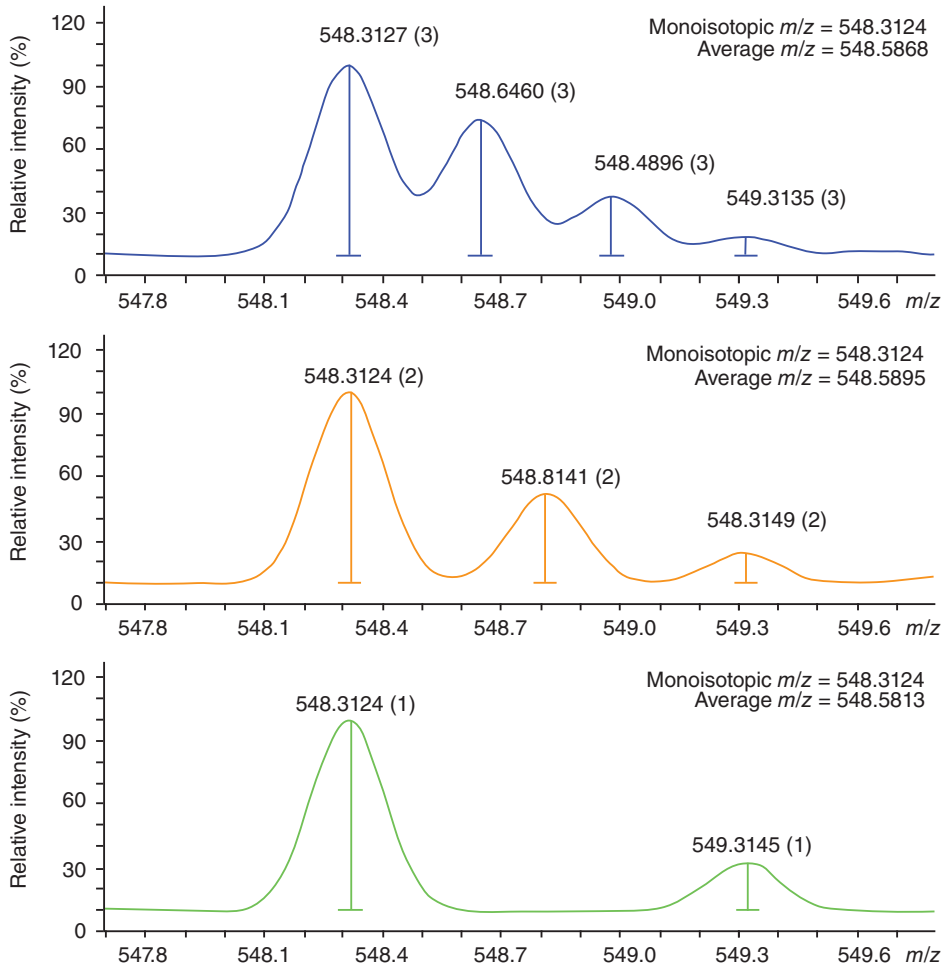 Relative intensity (%)
120
90
60
30
0
Monoisotopic m/z = 548.3124
Average m/z = 548.5868
548.3127 (3)
548.6460 (3)
548.4896 (3)
549.3135 (3)
547.8 548.1 548.4 548.7 549.0 549.3 549.6 m/z
Relative intensity (%)
120
90
60
30
0
Monoisotopic m/z = 548.3124
Average m/z = 548.5895
548.3124 (2)
548.8141 (2)
548.3149 (2)
547.8 548.1 548.4 548.7 549.0 549.3 549.6 m/z
Relative intensity (%)
120
90
60
30
0
Monoisotopic m/z = 548.3124
Average m/z = 548.5813
548.3124 (1)
549.3145 (1)
547.8 548.1 548.4 548.7 549.0 549.3 549.6 m/z